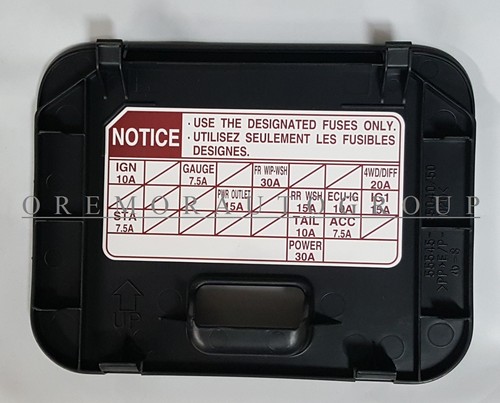 NOTICE
· USE THE DESIGNATED FUSES ONLY.
· UTILISEZ SEULEMENT LES FUSIBLES
DESIGNES.
IGN GAUGE FR WIP-WSH 4WD/DIFF
10A 7.5A 30A 20A
PWR OUTLET RR WSH ECU-IG IG1
15A 15A 10A 15A
STA TAIL ACC
7.5A 10A 7.5A
POWER
30A
OREMORAUTOGROUP
UP
>PP